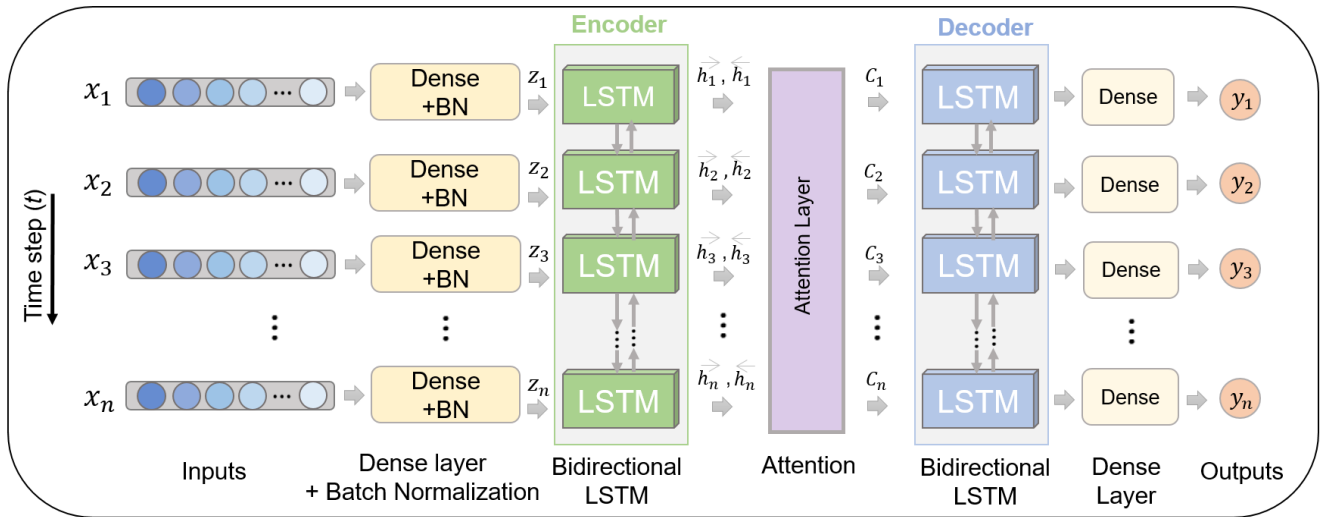 Encoder
Decoder
x₁
Dense
+BN
z₁
LSTM
h₁ , h₁
C₁
LSTM
Dense
y₁
x₂
Dense
+BN
z₂
LSTM
h₂ , h₂
C₂
LSTM
Dense
y₂
x₃
Dense
+BN
z₃
LSTM
h₃ , h₃
C₃
LSTM
Dense
y₃
Time step (t)
Attention Layer
xₙ
Dense
+BN
zₙ
LSTM
hₙ , hₙ
Cₙ
LSTM
Dense
yₙ
Inputs
Dense layer
+ Batch Normalization
Bidirectional
LSTM
Attention
Bidirectional
LSTM
Dense
Layer
Outputs